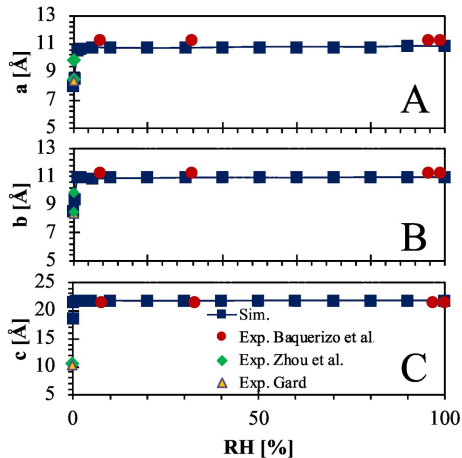 13
11
9
7
5
a [Å]
A
13
11
9
7
5
b [Å]
B
25
20
15
10
5
c [Å]
Sim.
Exp. Baquerizo et al.
Exp. Zhou et al.
Exp. Gard
C
0 50 100
RH [%]